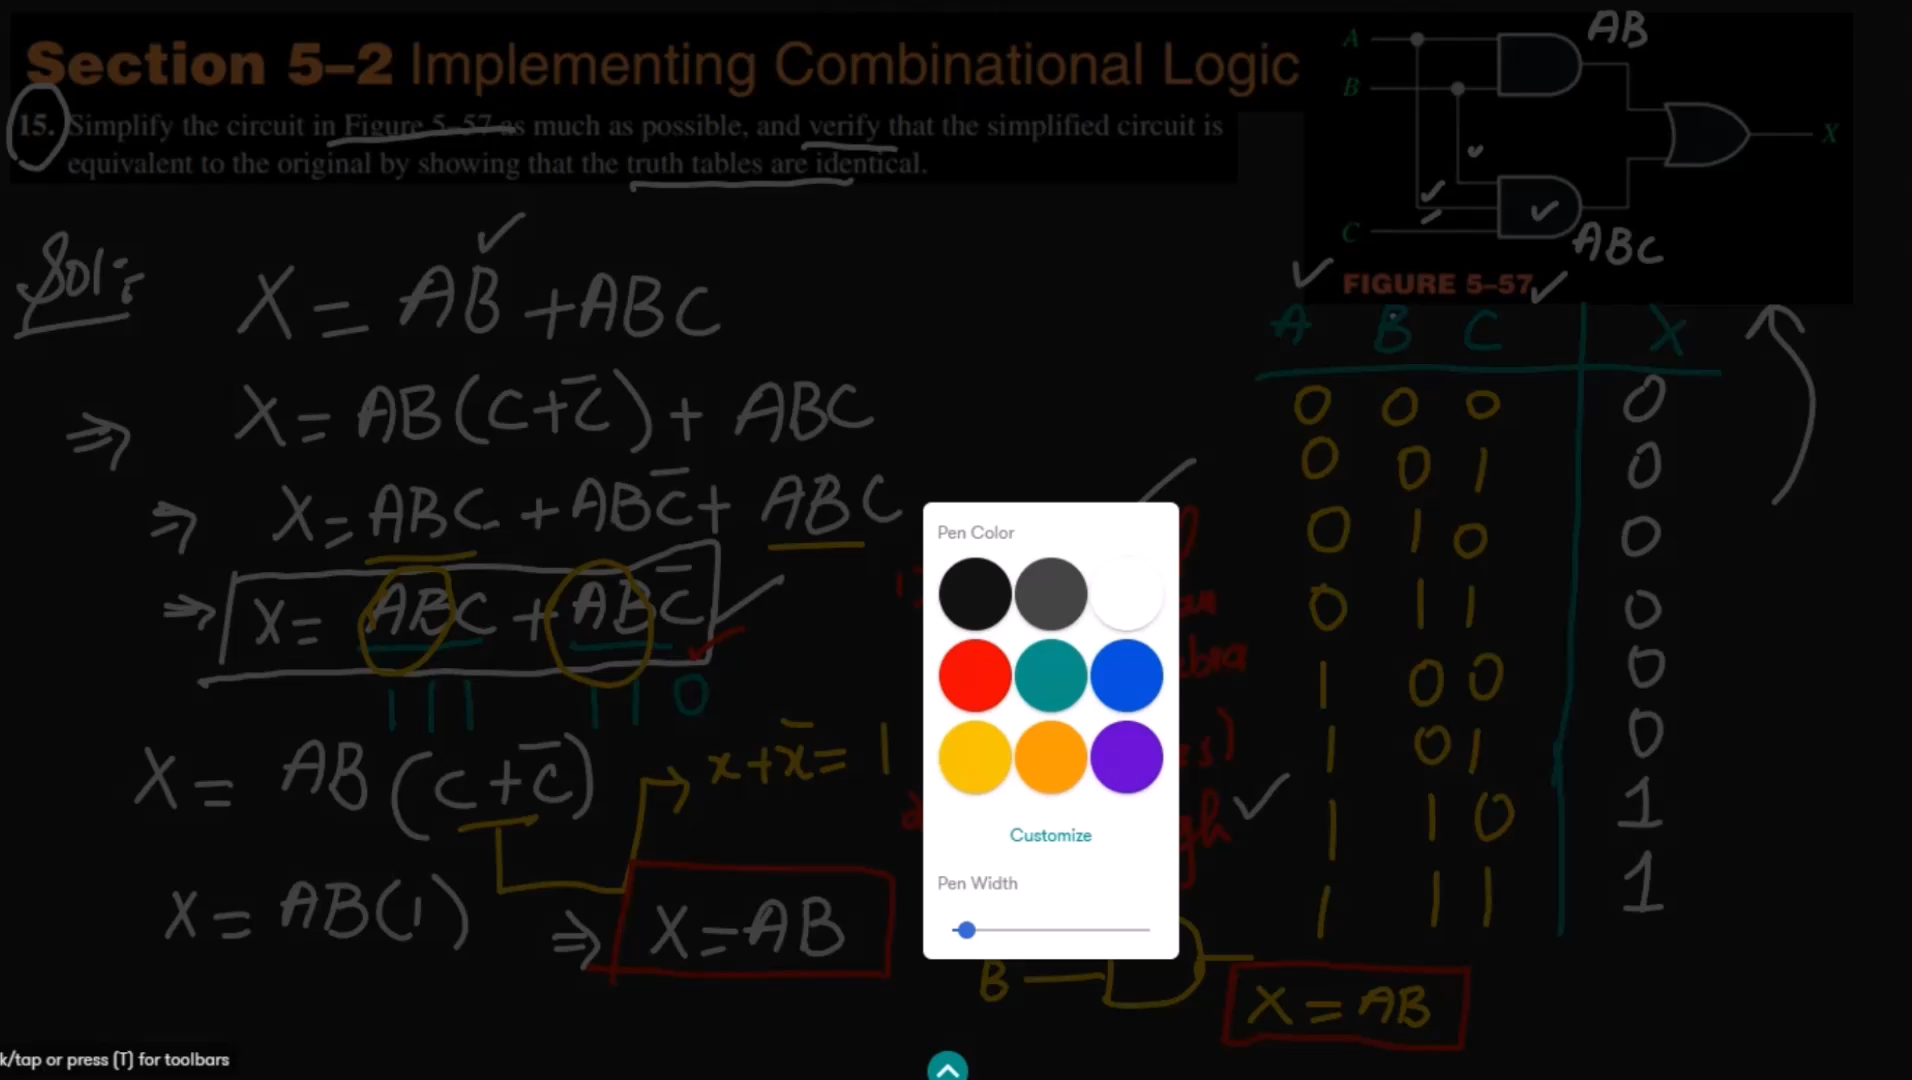 Section 5–2 Implementing Combinational Logic
15. Simplify the circuit in Figure 5–57 as much as possible, and verify that the simplified circuit is
equivalent to the original by showing that the truth tables are identical.
A
B
C
AB
ABC
X
FIGURE 5–57
Sol:
X = AB + ABC
⇒ X = AB(C+C̅) + ABC
⇒ X = ABC + ABC̅ + ABC
⇒ X = ABC + ABC̅
111 110
X = AB(C+C̅)
x+x̅ = 1
X = AB(1)
⇒ X = AB
A B C X
0 0 0 0
0 0 1 0
0 1 0 0
0 1 1 0
1 0 0 0
1 0 1 0
1 1 0 1
1 1 1 1
Pen Color
Customize
Pen Width
B
X = AB
k/tap or press (T) for toolbars